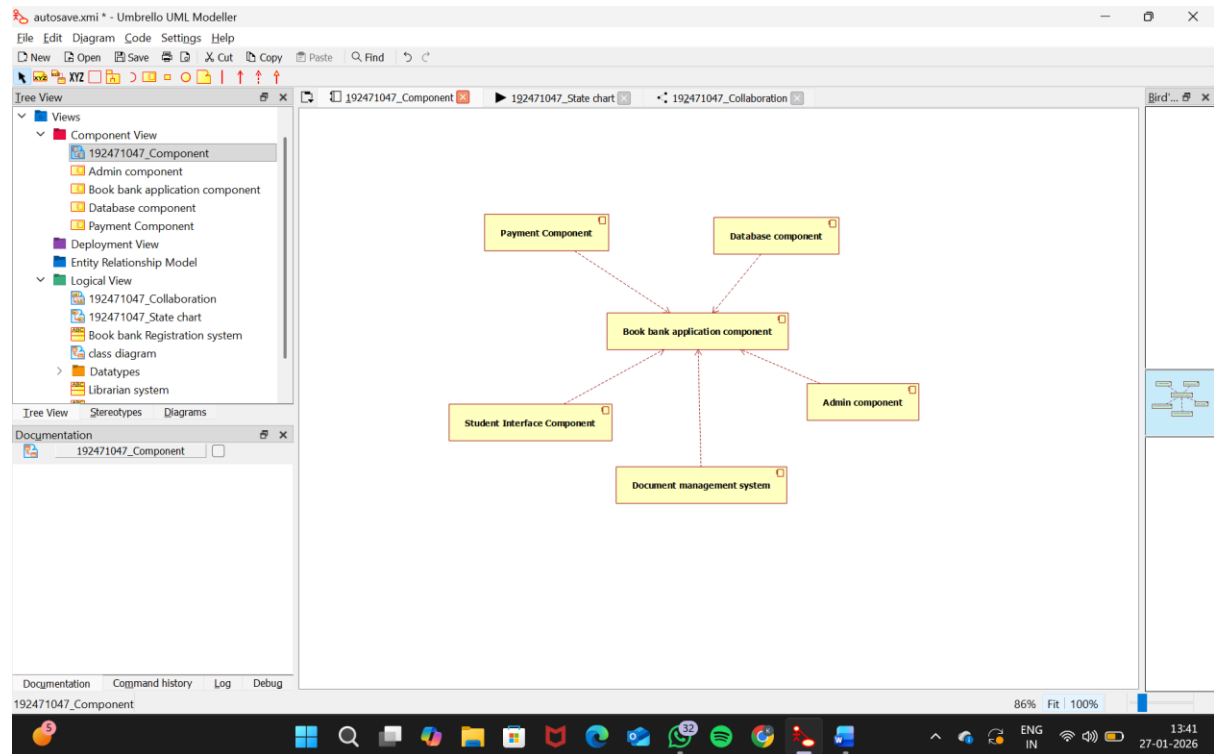 autosave.xmi * - Umbrello UML Modeller
File Edit Diagram Code Settings Help
New Open Save Cut Copy Paste Find
XYZ XYZ
Tree View
1 192471047_Component 192471047_State chart 192471047_Collaboration
Bird'...
Views
Component View
192471047_Component
Admin component
Book bank application component
Database component
Payment Component
Deployment View
Entity Relationship Model
Logical View
192471047_Collaboration
192471047_State chart
Book bank Registration system
class diagram
Datatypes
Librarian system
Tree View Stereotypes Diagrams
Documentation
192471047_Component
Payment Component
Database component
Book bank application component
Admin component
Student Interface Component
Document management system
Documentation Command history Log Debug
192471047_Component
86% Fit 100%
5
32
ENG
IN
13:41
27-01-2026